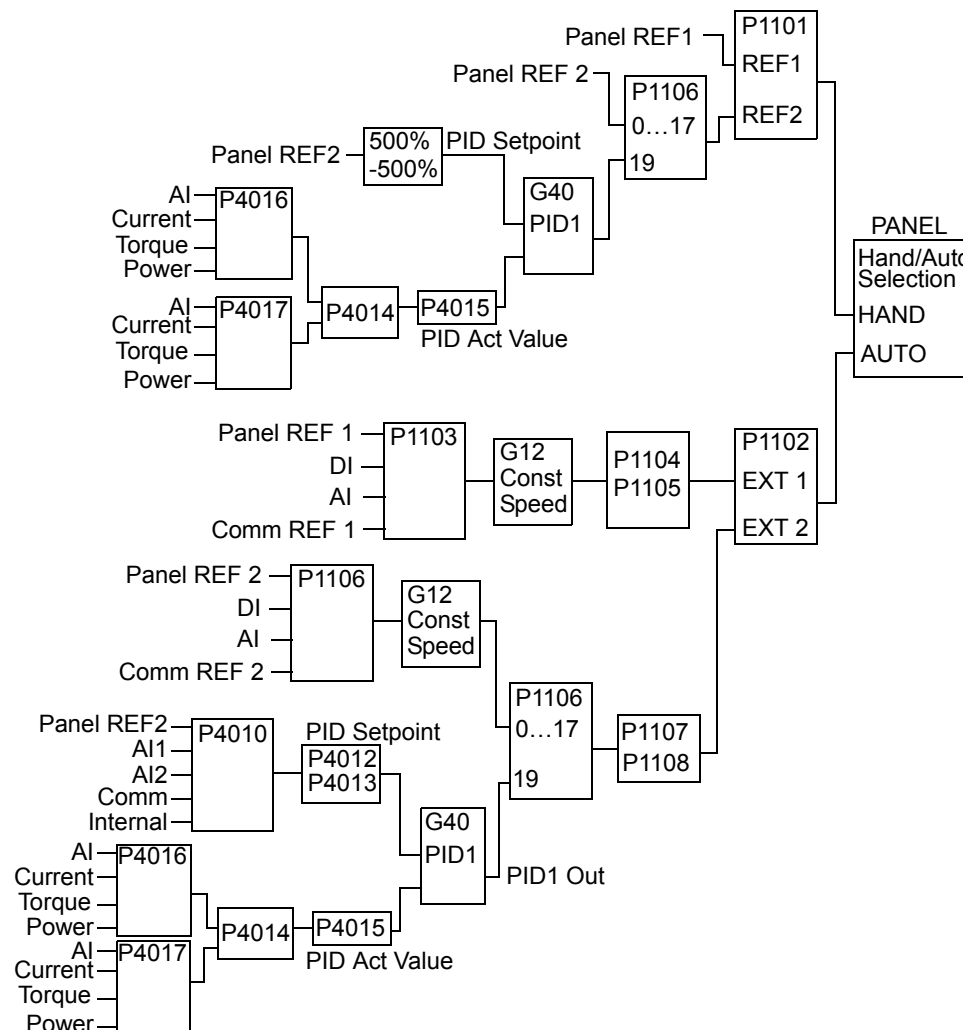 Panel REF1
P1101
REF1
REF2
Panel REF 2
P1106
0...17
19
Panel REF2
500%
-500%
PID Setpoint
G40
PID1
AI
Current
Torque
Power
P4016
AI
Current
Torque
Power
P4017
P4014
P4015
PID Act Value
PANEL
Hand/Auto
Selection
HAND
AUTO
Panel REF 1
DI
AI
Comm REF 1
P1103
G12
Const
Speed
P1104
P1105
P1102
EXT 1
EXT 2
Panel REF 2
DI
AI
Comm REF 2
P1106
G12
Const
Speed
P1106
0...17
19
P1107
P1108
Panel REF2
AI1
AI2
Comm
Internal
P4010
PID Setpoint
P4012
P4013
G40
PID1
PID1 Out
AI
Current
Torque
Power
P4016
AI
Current
Torque
Power
P4017
P4014
P4015
PID Act Value